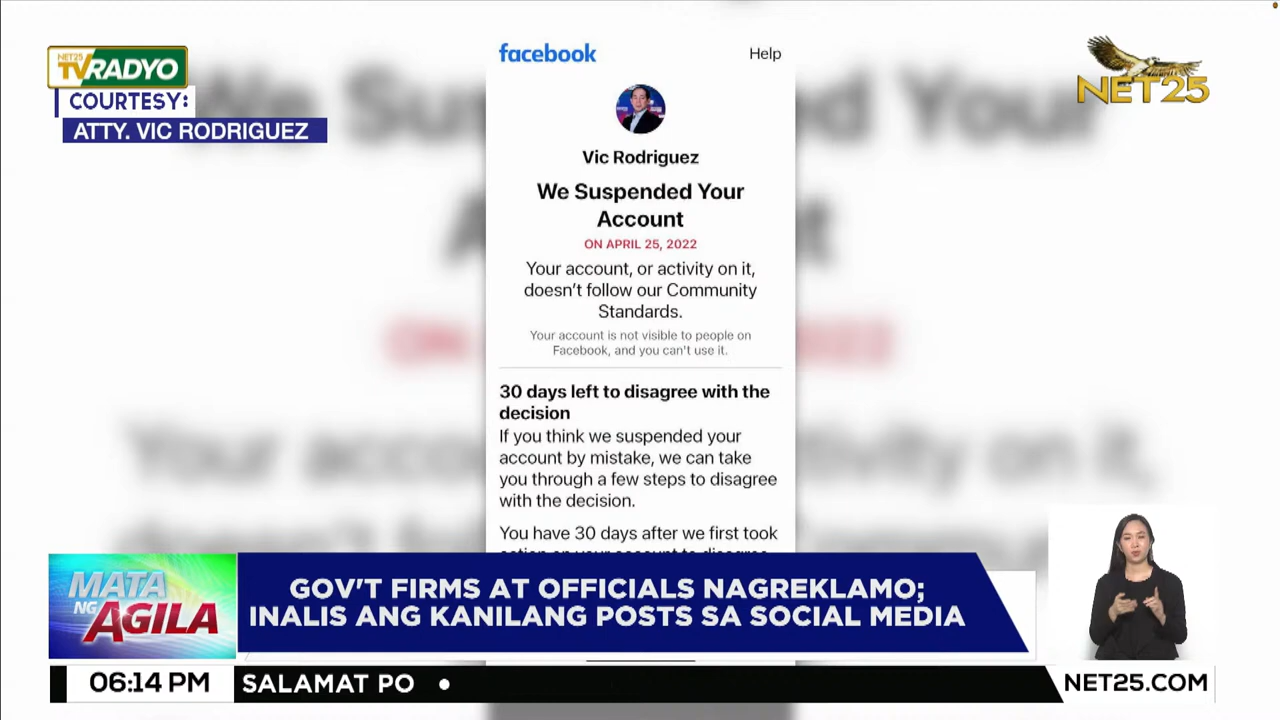 NET25
TVRADYO
COURTESY:
ATTY. VIC RODRIGUEZ
NET25
facebook
Help
Vic Rodriguez
We Suspended Your
Account
ON APRIL 25, 2022
Your account, or activity on it,
doesn't follow our Community
Standards.
Your account is not visible to people on
Facebook, and you can't use it.
30 days left to disagree with the
decision
If you think we suspended your
account by mistake, we can take
you through a few steps to disagree
with the decision.
You have 30 days after we first took
MATA
NG
AGILA
GOV'T FIRMS AT OFFICIALS NAGREKLAMO;
INALIS ANG KANILANG POSTS SA SOCIAL MEDIA
06:14 PM
SALAMAT PO •
NET25.COM